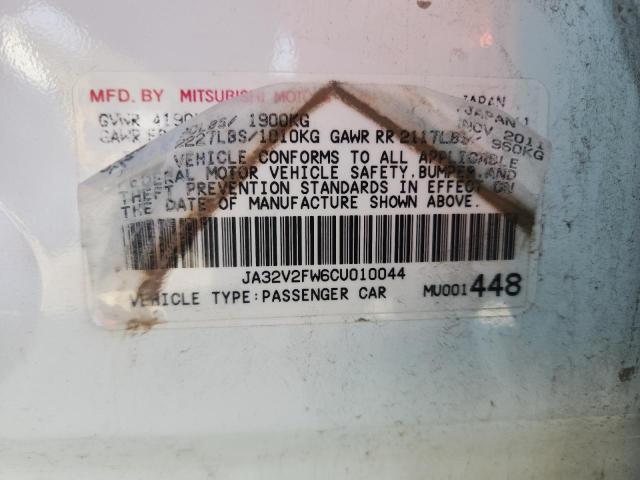 MFD. BY MITSUBISHI MOTORS JAPAN
GVWR 4190LBS/ 1900KG JAPAN
GAWR 2227LBS/1010KG GAWR RR 2117LBS/ 960KG NOV. 2011
VEHICLE CONFORMS TO ALL APPLICABLE
FEDERAL MOTOR VEHICLE SAFETY, BUMPER, AND
THEFT PREVENTION STANDARDS IN EFFECT ON
THE DATE OF MANUFACTURE SHOWN ABOVE.
JA32V2FW6CU010044
VEHICLE TYPE:PASSENGER CAR MU001448